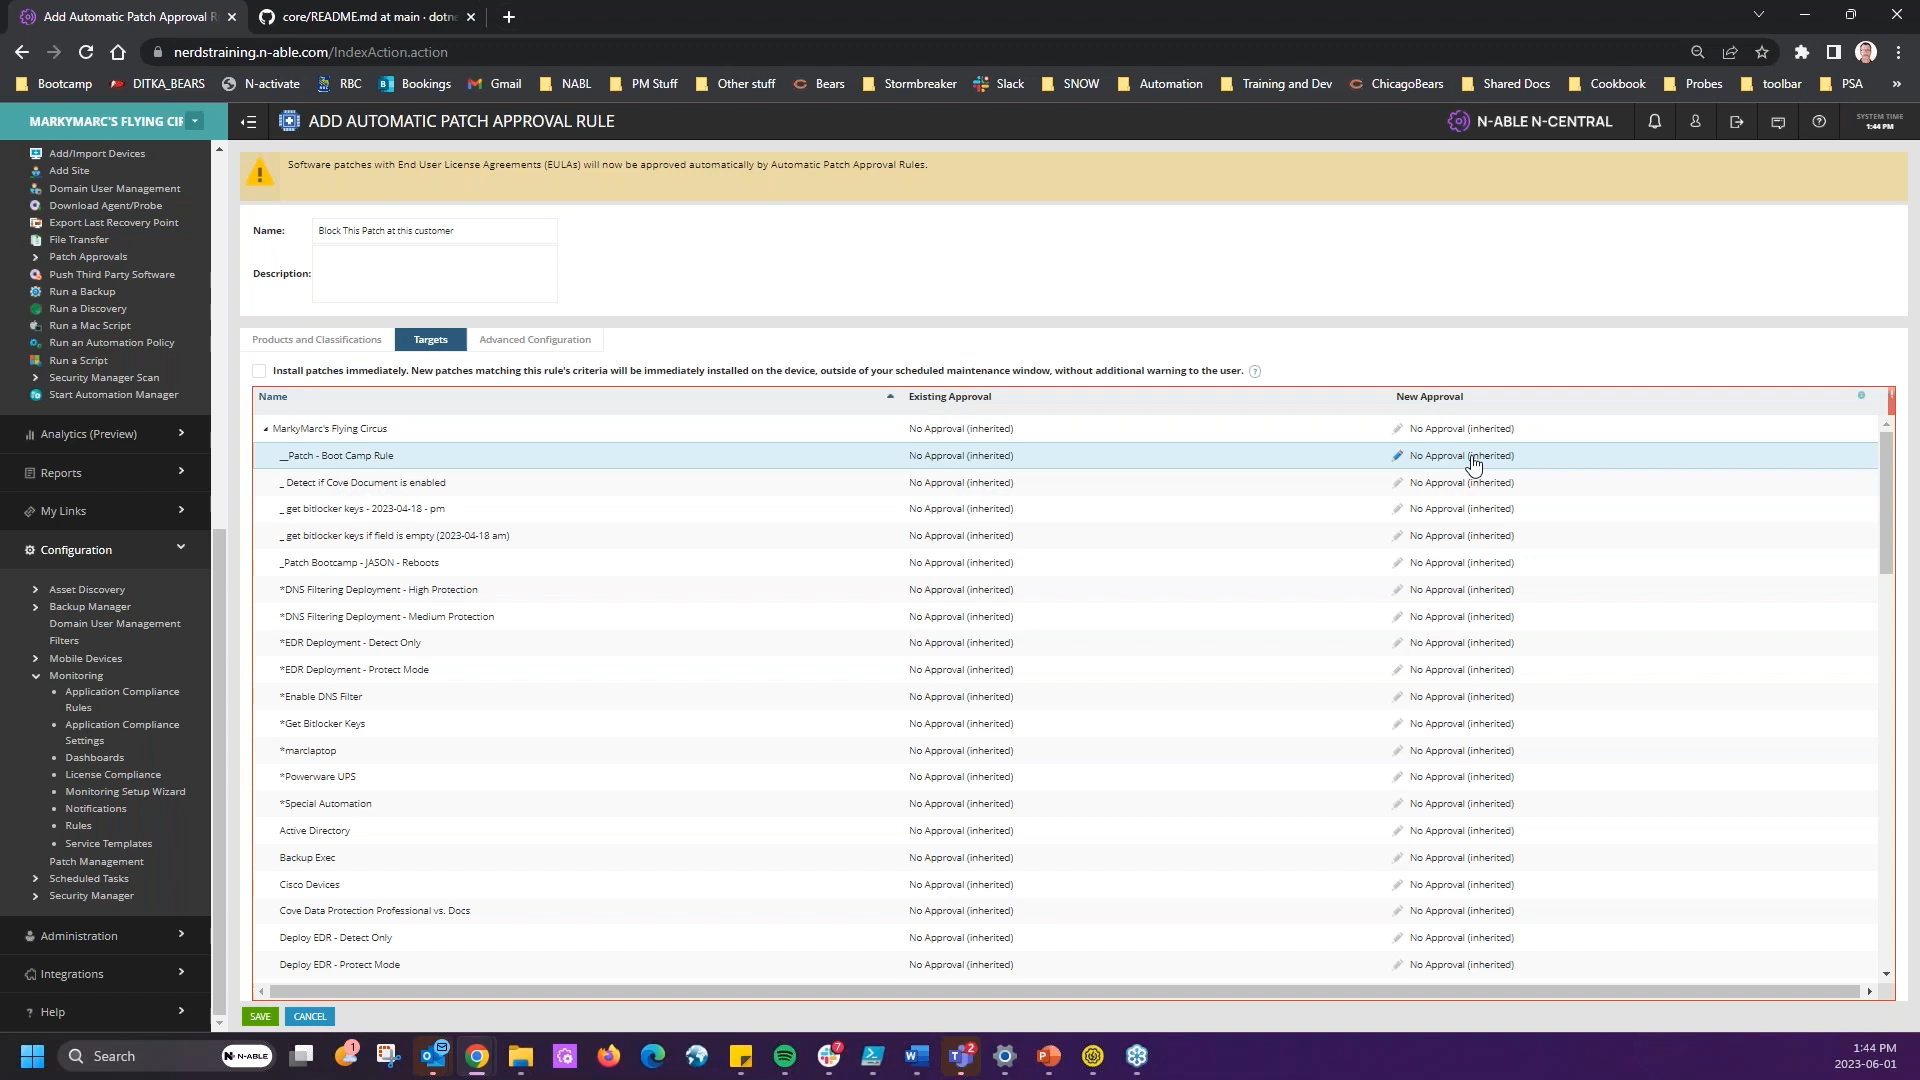 Add Automatic Patch Approval R
core/README.md at main · dotn
nerdstraining.n-able.com/IndexAction.action
Bootcamp
DITKA_BEARS
N-activate
RBC
Bookings
Gmail
NABL
PM Stuff
Other stuff
Bears
Stormbreaker
Slack
SNOW
Automation
Training and Dev
ChicagoBears
Shared Docs
Cookbook
Probes
toolbar
PSA
»
MARKYMARC'S FLYING CIF
ADD AUTOMATIC PATCH APPROVAL RULE
N-ABLE N-CENTRAL
SYSTEM TIME
1:44 PM
Add/Import Devices
Add Site
Domain User Management
Download Agent/Probe
Export Last Recovery Point
File Transfer
Patch Approvals
Push Third Party Software
Run a Backup
Run a Discovery
Run a Mac Script
Run an Automation Policy
Run a Script
Security Manager Scan
Start Automation Manager
Analytics (Preview)
Reports
My Links
Configuration
Asset Discovery
Backup Manager
Domain User Management
Filters
Mobile Devices
Monitoring
Application Compliance
Rules
Application Compliance
Settings
Dashboards
License Compliance
Monitoring Setup Wizard
Notifications
Rules
Service Templates
Patch Management
Scheduled Tasks
Security Manager
Administration
Integrations
? Help
Software patches with End User License Agreements (EULAs) will now be approved automatically by Automatic Patch Approval Rules.
Name: Block This Patch at this customer
Description:
Products and Classifications Targets Advanced Configuration
Install patches immediately. New patches matching this rule's criteria will be immediately installed on the device, outside of your scheduled maintenance window, without additional warning to the user. ?
Name Existing Approval New Approval
MarkyMarc's Flying Circus No Approval (inherited) No Approval (inherited)
__Patch - Boot Camp Rule No Approval (inherited) No Approval (inherited)
_ Detect if Cove Document is enabled No Approval (inherited) No Approval (inherited)
_ get bitlocker keys - 2023-04-18 - pm No Approval (inherited) No Approval (inherited)
_ get bitlocker keys if field is empty (2023-04-18 am) No Approval (inherited) No Approval (inherited)
_Patch Bootcamp - JASON - Reboots No Approval (inherited) No Approval (inherited)
*DNS Filtering Deployment - High Protection No Approval (inherited) No Approval (inherited)
*DNS Filtering Deployment - Medium Protection No Approval (inherited) No Approval (inherited)
*EDR Deployment - Detect Only No Approval (inherited) No Approval (inherited)
*EDR Deployment - Protect Mode No Approval (inherited) No Approval (inherited)
*Enable DNS Filter No Approval (inherited) No Approval (inherited)
*Get Bitlocker Keys No Approval (inherited) No Approval (inherited)
*marclaptop No Approval (inherited) No Approval (inherited)
*Powerware UPS No Approval (inherited) No Approval (inherited)
*Special Automation No Approval (inherited) No Approval (inherited)
Active Directory No Approval (inherited) No Approval (inherited)
Backup Exec No Approval (inherited) No Approval (inherited)
Cisco Devices No Approval (inherited) No Approval (inherited)
Cove Data Protection Professional vs. Docs No Approval (inherited) No Approval (inherited)
Deploy EDR - Detect Only No Approval (inherited) No Approval (inherited)
Deploy EDR - Protect Mode No Approval (inherited) No Approval (inherited)
SAVE CANCEL
Search N-ABLE 1 7 2
1:44 PM
2023-06-01